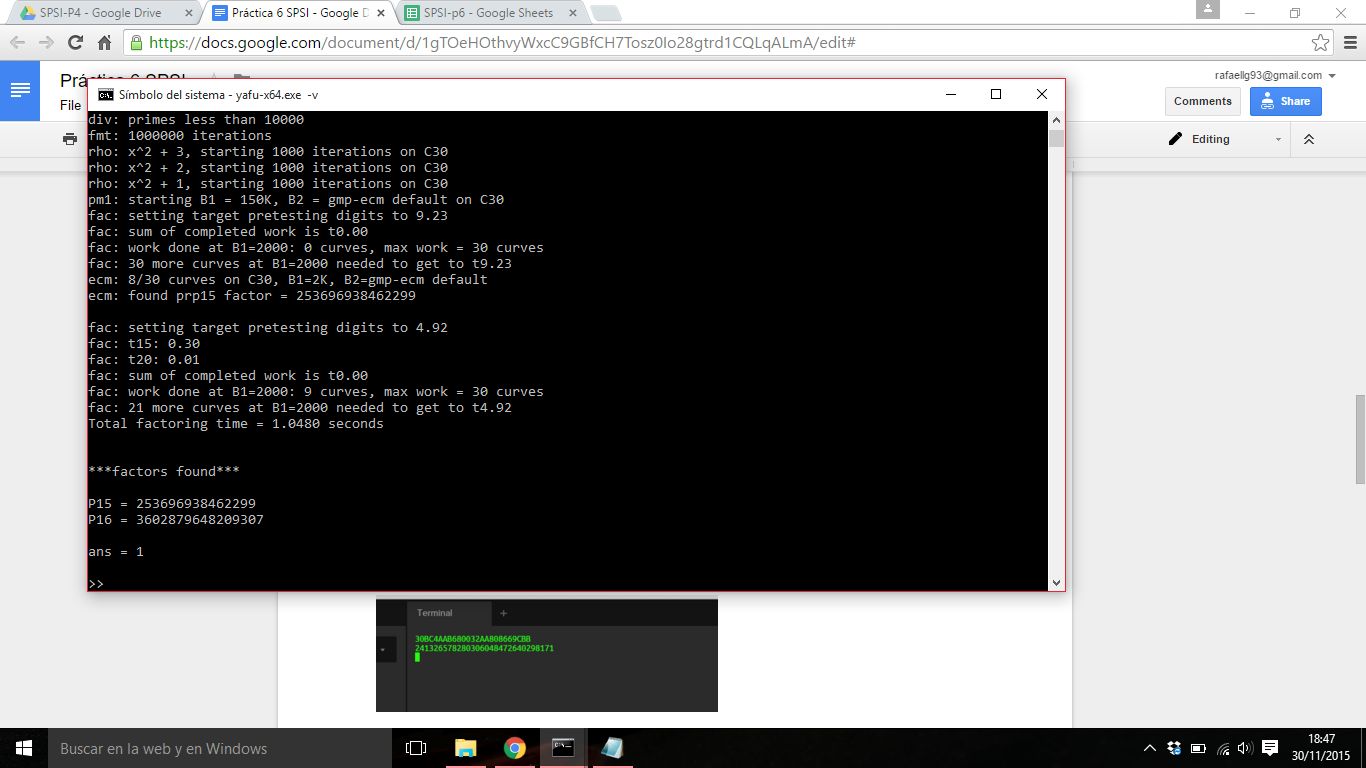 SPSI-P4 - Google Drive
Práctica 6 SPSI - Google D
SPSI-p6 - Google Sheets
https://docs.google.com/document/d/1gTOeHOthvyWxcC9GBfCH7Tosz0Io28gtrd1CQLqALmA/edit#
Práctica 6 SPSI
rafaellg93@gmail.com
File
Comments
Share
Editing
Símbolo del sistema - yafu-x64.exe -v
div: primes less than 10000
fmt: 1000000 iterations
rho: x^2 + 3, starting 1000 iterations on C30
rho: x^2 + 2, starting 1000 iterations on C30
rho: x^2 + 1, starting 1000 iterations on C30
pm1: starting B1 = 150K, B2 = gmp-ecm default on C30
fac: setting target pretesting digits to 9.23
fac: sum of completed work is t0.00
fac: work done at B1=2000: 0 curves, max work = 30 curves
fac: 30 more curves at B1=2000 needed to get to t9.23
ecm: 8/30 curves on C30, B1=2K, B2=gmp-ecm default
ecm: found prp15 factor = 253696938462299
fac: setting target pretesting digits to 4.92
fac: t15: 0.30
fac: t20: 0.01
fac: sum of completed work is t0.00
fac: work done at B1=2000: 9 curves, max work = 30 curves
fac: 21 more curves at B1=2000 needed to get to t4.92
Total factoring time = 1.0480 seconds
***factors found***
P15 = 253696938462299
P16 = 3602879648209307
ans = 1
>>
Terminal +
30BC4AAB680032AA808669CBB
241326578280306048472640298171
Buscar en la web y en Windows
18:47
30/11/2015